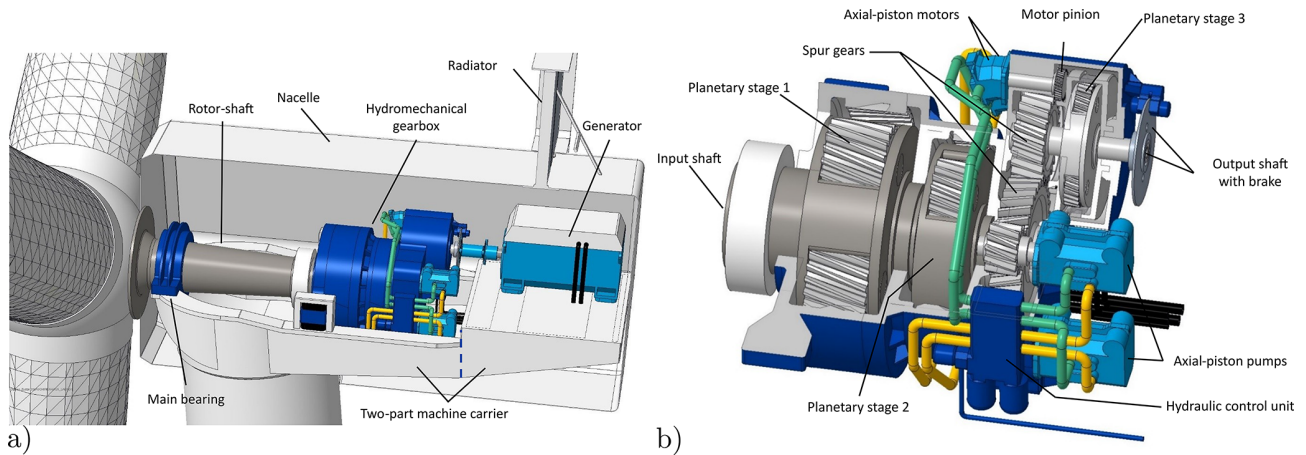 Radiator
Nacelle
Rotor-shaft
Hydromechanical
gearbox
Generator
Main bearing
Two-part machine carrier
a)
Axial-piston motors
Motor pinion
Planetary stage 3
Spur gears
Planetary stage 1
Input shaft
Output shaft
with brake
Axial-piston pumps
Planetary stage 2
Hydraulic control unit
b)